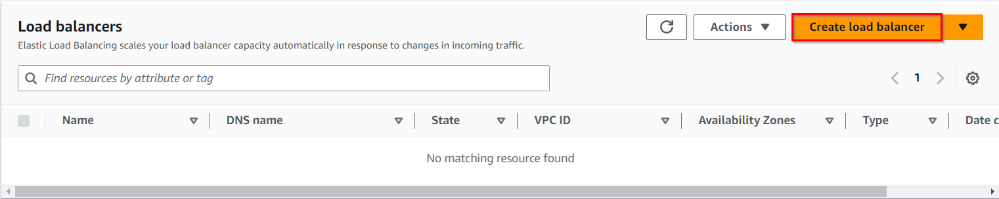 Load balancers
Actions
Create load balancer
Elastic Load Balancing scales your load balancer capacity automatically in response to changes in incoming traffic.
Find resources by attribute or tag
1
Name DNS name State VPC ID Availability Zones Type Date c
No matching resource found